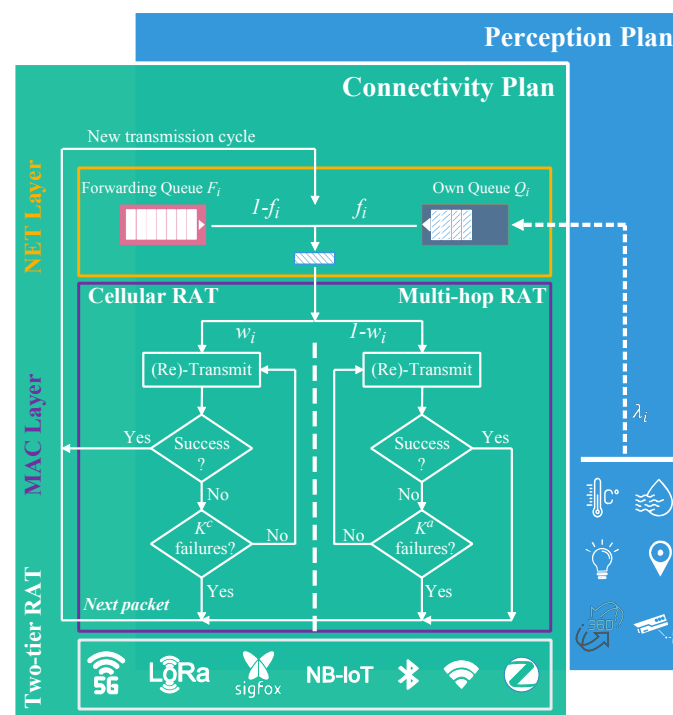 Perception Plan
Connectivity Plan
New transmission cycle
NET Layer
Forwarding Queue F_i
Own Queue Q_i
1-f_i
f_i
Cellular RAT
Multi-hop RAT
w_i
1-w_i
MAC Layer
(Re)-Transmit
(Re)-Transmit
λ_i
Yes
Success
?
Success
?
Yes
No
No
K^c
failures?
No
No
K^a
failures?
Yes
Yes
Next packet
Two-tier RAT
C°
360°
5G
LoRa
sigfox
NB-IoT
Z